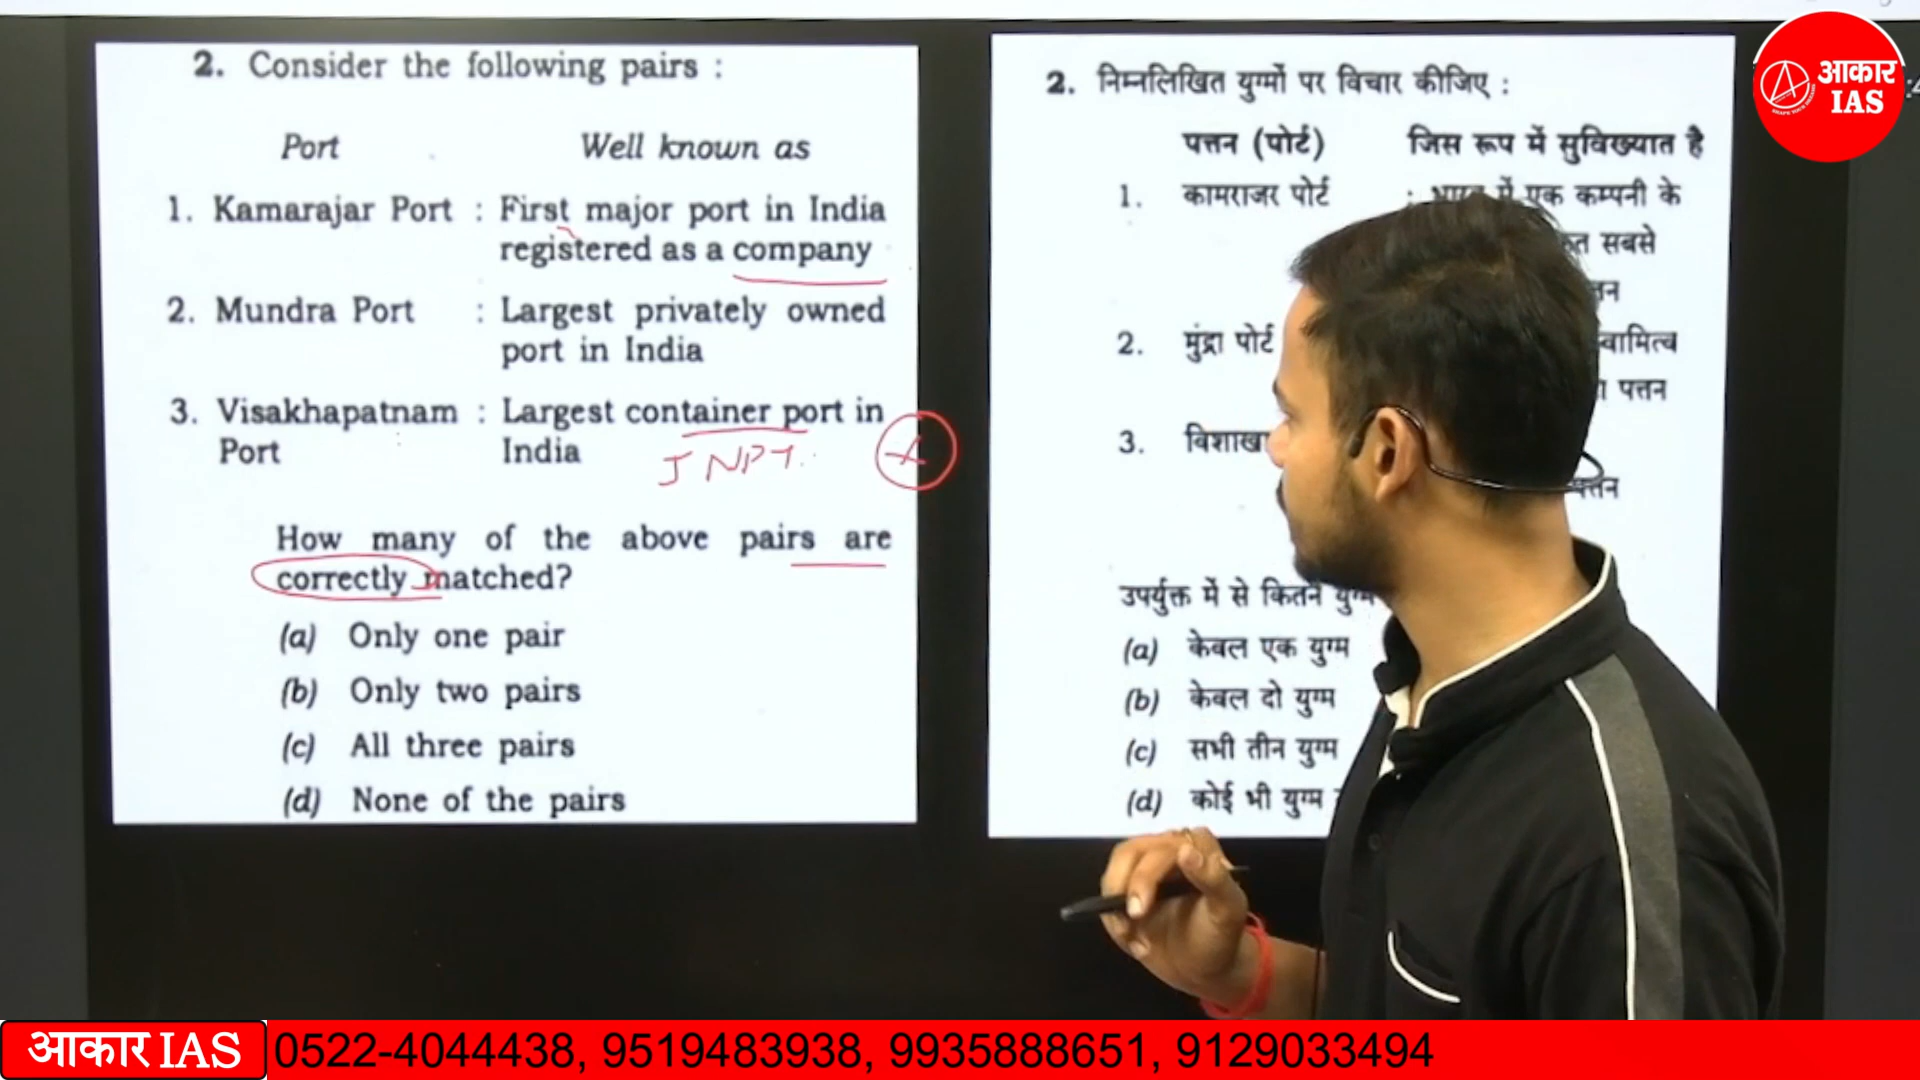 2. Consider the following pairs :
Port Well known as
1. Kamarajar Port : First major port in India
registered as a company
2. Mundra Port : Largest privately owned
port in India
3. Visakhapatnam : Largest container port in
Port India
JNPT
How many of the above pairs are
correctly matched?
(a) Only one pair
(b) Only two pairs
(c) All three pairs
(d) None of the pairs
2. निम्नलिखित युग्मों पर विचार कीजिए :
पत्तन (पोर्ट) जिस रूप में सुविख्यात है
1. कामराजर पोर्ट : भारत में एक कम्पनी के
सबसे
2. मुंद्रा पोर्ट
पत्तन
3.
पत्तन
उपर्युक्त में से कितने युग्म
(a) केवल एक युग्म
(b) केवल दो युग्म
(c) सभी तीन युग्म
(d) कोई भी युग्म
आकार
IAS
आकार IAS 0522-4044438, 9519483938, 9935888651, 9129033494